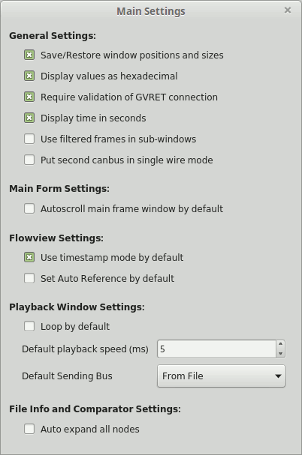 Main Settings
General Settings:
Save/Restore window positions and sizes
Display values as hexadecimal
Require validation of GVRET connection
Display time in seconds
Use filtered frames in sub-windows
Put second canbus in single wire mode
Main Form Settings:
Autoscroll main frame window by default
Flowview Settings:
Use timestamp mode by default
Set Auto Reference by default
Playback Window Settings:
Loop by default
Default playback speed (ms) 5
Default Sending Bus From File
File Info and Comparator Settings:
Auto expand all nodes